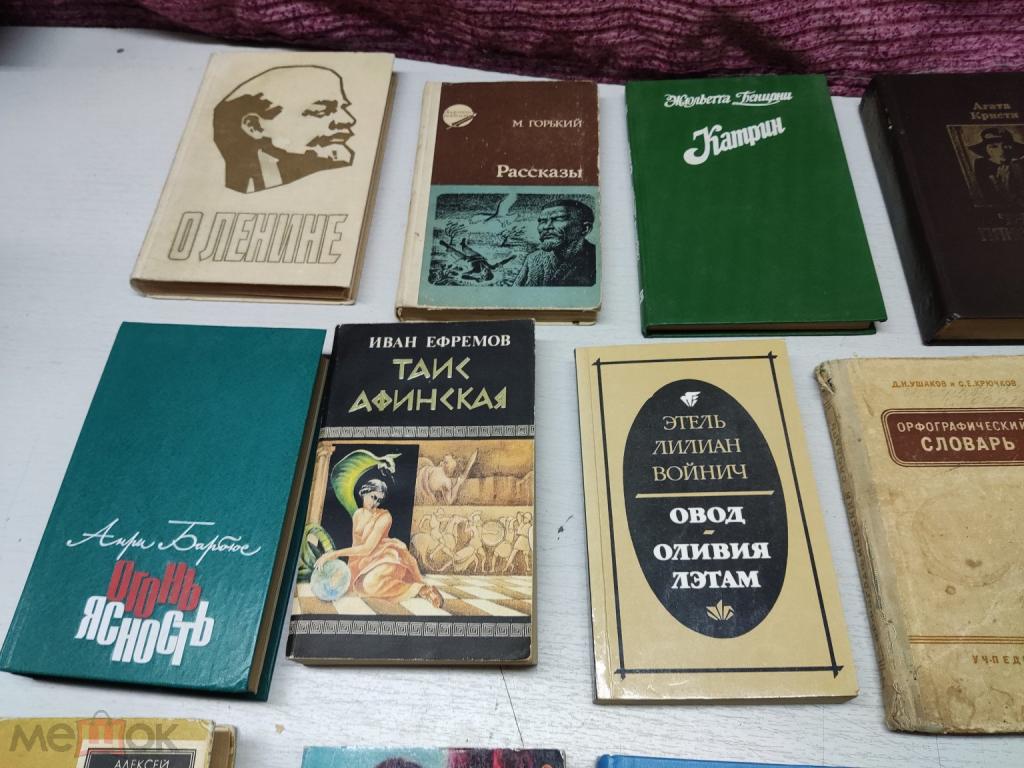 О ЛЕНИНЕ
М. ГОРЬКИЙ
Рассказы
Жюльетта Бенцони
Катрин
Агата
Кристи
Анри Барбюс
Огонь
Ясность
ИВАН ЕФРЕМОВ
ТАИС
АФИНСКАЯ
ЭТЕЛЬ
ЛИЛИАН
ВОЙНИЧ
ОВОД
ОЛИВИЯ
ЛЭТАМ
Д.Н.УШАКОВ и С.Е.КРЮЧКОВ
ОРФОГРАФИЧЕСКИЙ
СЛОВАРЬ
УЧПЕД
АЛЕКСЕЙ
мешок